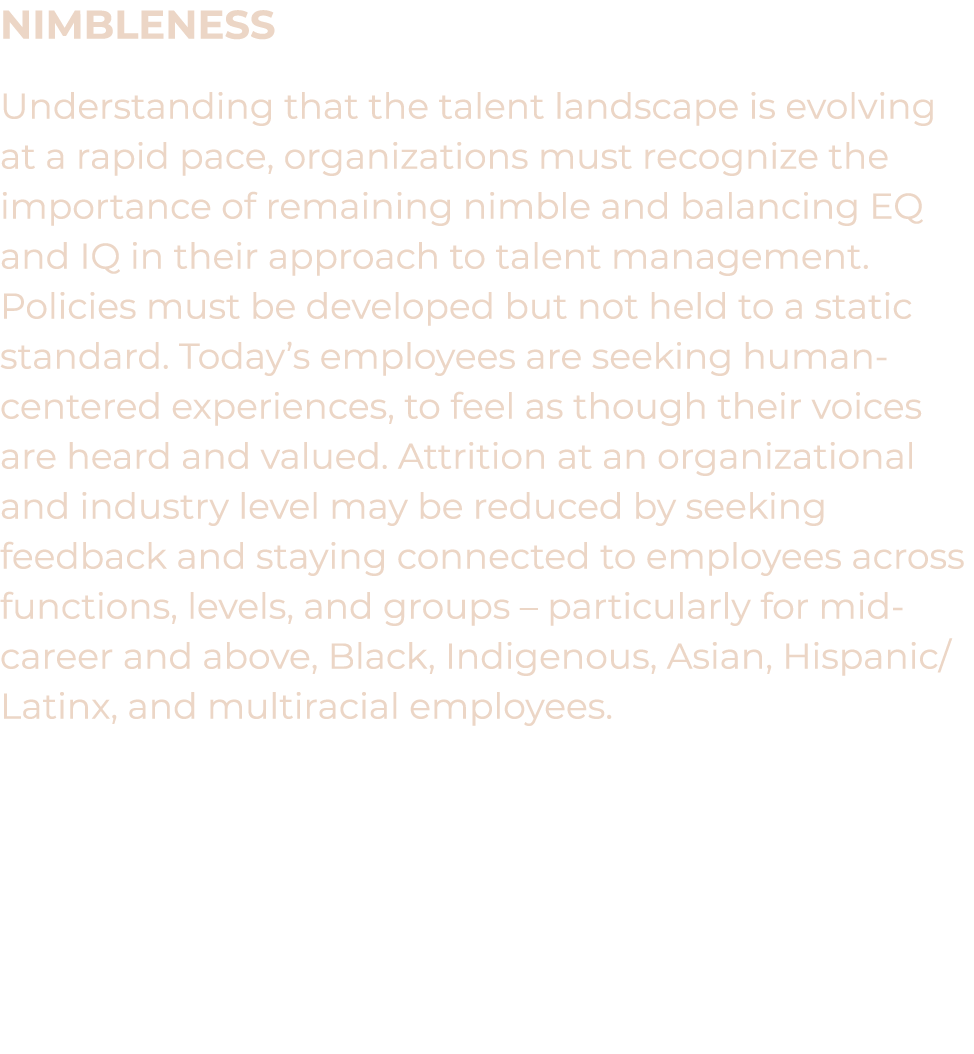 NIMBLENESS
Understanding that the talent landscape is evolving
at a rapid pace, organizations must recognize the
importance of remaining nimble and balancing EQ
and IQ in their approach to talent management.
Policies must be developed but not held to a static
standard. Today’s employees are seeking human-
centered experiences, to feel as though their voices
are heard and valued. Attrition at an organizational
and industry level may be reduced by seeking
feedback and staying connected to employees across
functions, levels, and groups – particularly for mid-
career and above, Black, Indigenous, Asian, Hispanic/
Latinx, and multiracial employees.